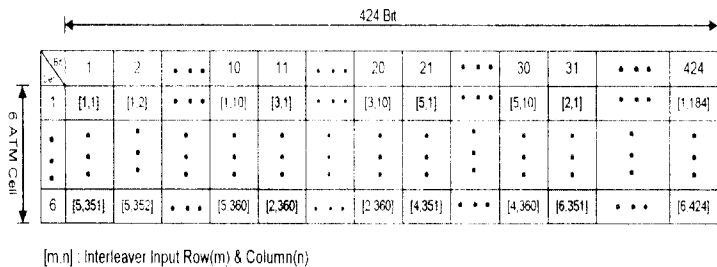 424 Bit
Bit 1 2 • • • 10 11 • • • 20 21 • • • 30 31 • • • 424
Cell
1 [1,1] [1,2] • • • [1,10] [3,1] • • • [3,10] [5,1] • • • [5,10] [2,1] • • • [1,184]
6 ATM Cell
6 [5,351] [5,352] • • • [5,360] [2,360] • • • [2,360] [4,351] • • • [4,360] [6,351] • • • [6,424]
[m,n] : Interleaver Input Row(m) & Column(n)